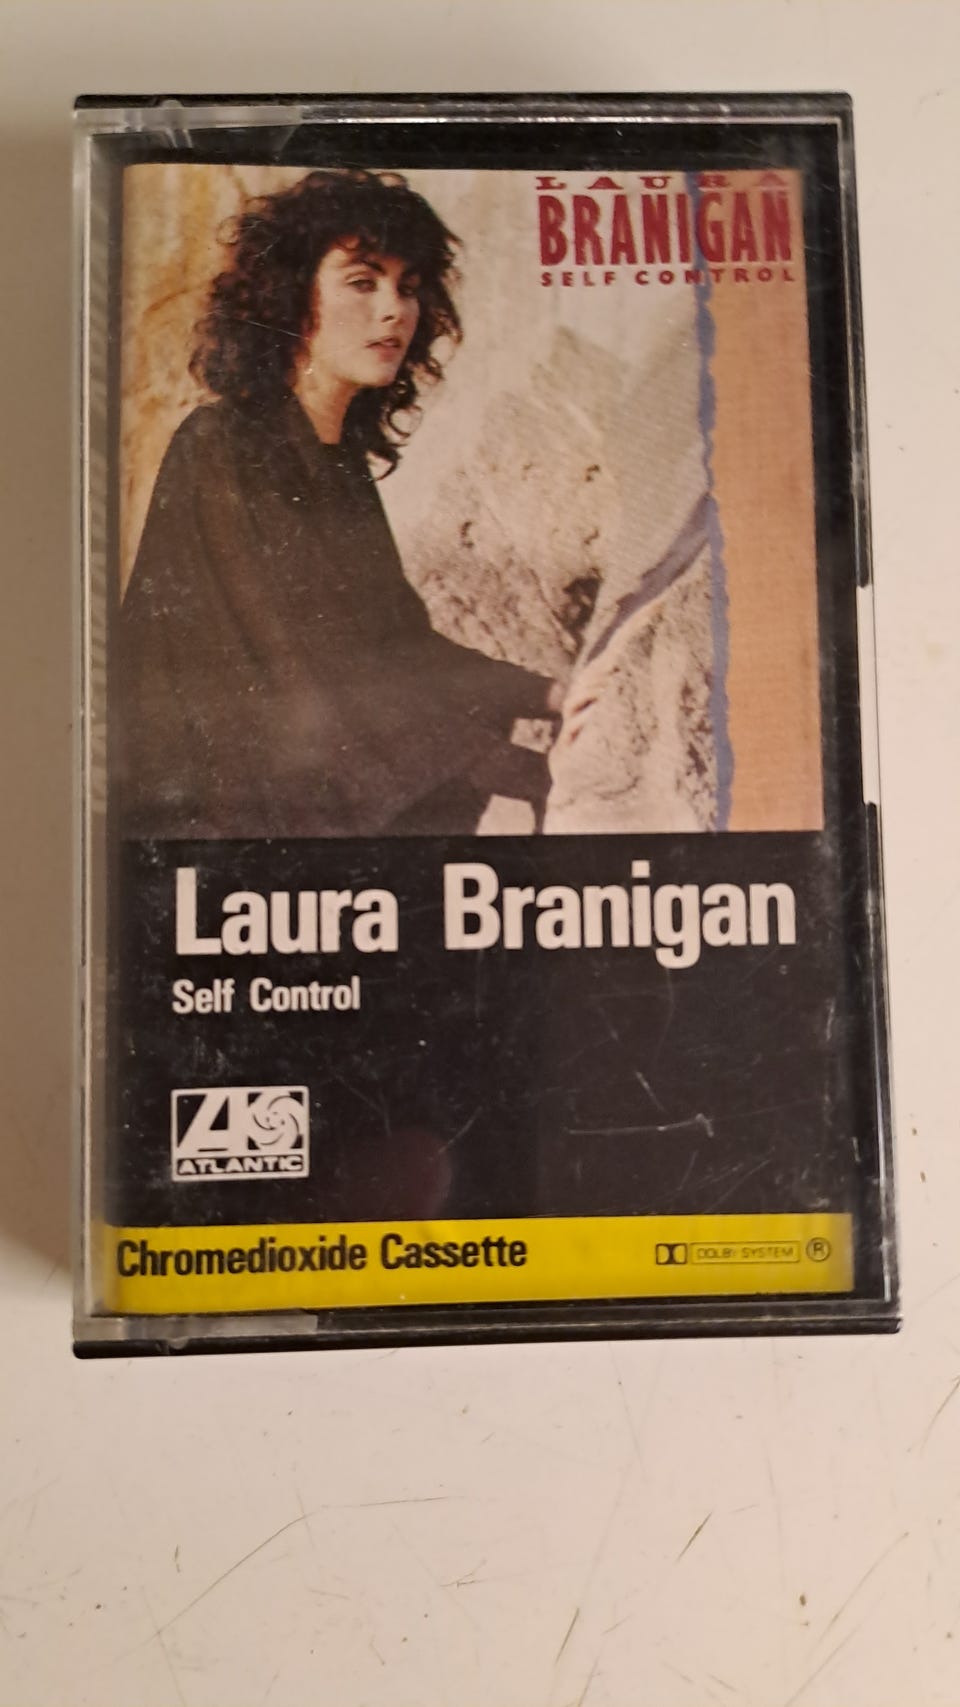 LAURA
BRANIGAN
SELF CONTROL
Laura Branigan
Self Control
ATLANTIC
Chromedioxide Cassette
DOLBY SYSTEM ®